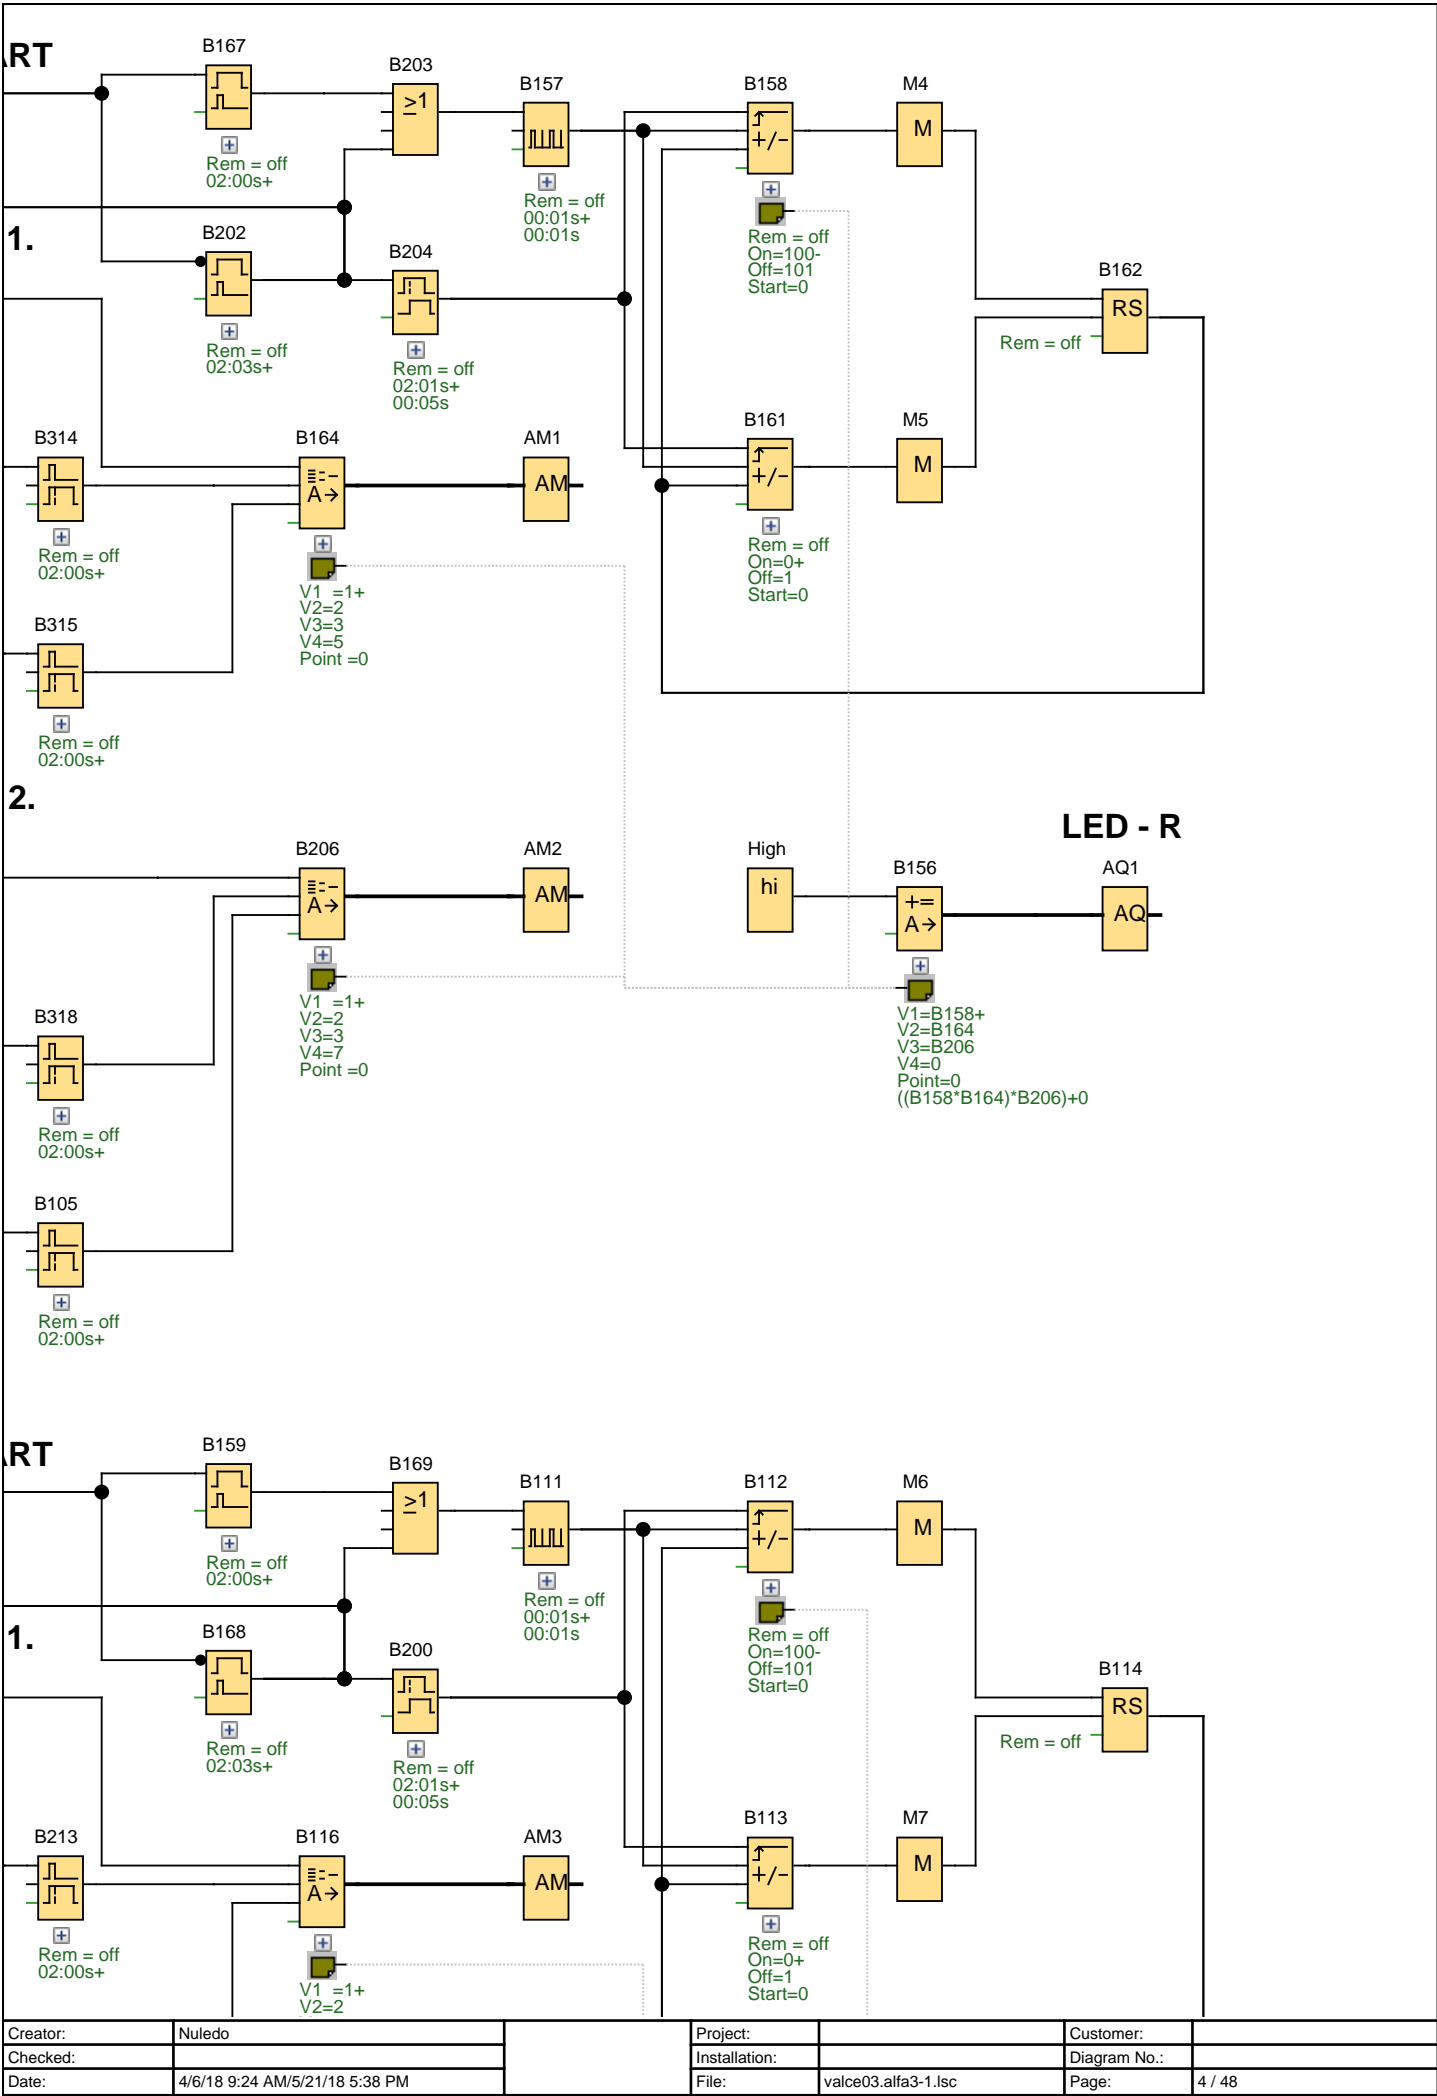 ART
B167
Rem = off
02:00s+
B203
≥1
B157
Rem = off
00:01s+
00:01s
B158
+/-
Rem = off
On=100-
Off=101
Start=0
M4
M
1.
B202
Rem = off
02:03s+
B204
Rem = off
02:01s+
00:05s
B162
RS
Rem = off
B314
Rem = off
02:00s+
B164
A→
V1 =1+
V2=2
V3=3
V4=5
Point =0
AM1
AM
B161
+/-
Rem = off
On=0+
Off=1
Start=0
M5
M
B315
Rem = off
02:00s+
2.
LED - R
B206
A→
V1 =1+
V2=2
V3=3
V4=7
Point =0
AM2
AM
High
hi
B156
+=
A→
V1=B158+
V2=B164
V3=B206
V4=0
Point=0
((B158*B164)*B206)+0
AQ1
AQ
B318
Rem = off
02:00s+
B105
Rem = off
02:00s+
ART
B159
Rem = off
02:00s+
B169
≥1
B111
Rem = off
00:01s+
00:01s
B112
+/-
Rem = off
On=100-
Off=101
Start=0
M6
M
1.
B168
Rem = off
02:03s+
B200
Rem = off
02:01s+
00:05s
B114
RS
Rem = off
B213
Rem = off
02:00s+
B116
A→
V1 =1+
V2=2
AM3
AM
B113
+/-
Rem = off
On=0+
Off=1
Start=0
M7
M
Creator: Nuledo Project: Customer:
Checked: Installation: Diagram No.:
Date: 4/6/18 9:24 AM/5/21/18 5:38 PM File: valce03.alfa3-1.lsc Page: 4 / 48